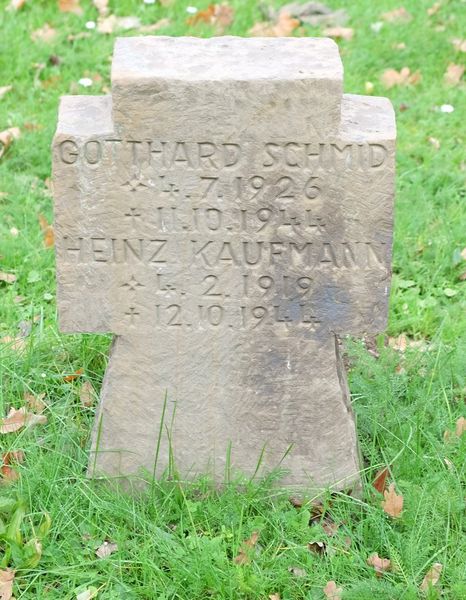 GOTTHARD SCHMID
✧ 4.7.1926
+ 11.10.1944
HEINZ KAUFMANN
✧ 4.2.1919
+ 12.10.1944